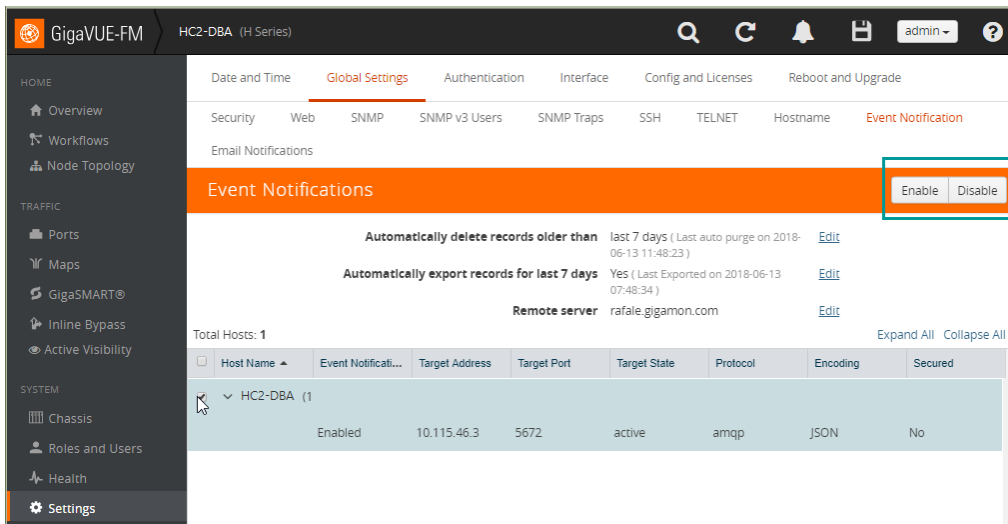 GigaVUE-FM
HC2-DBA (H Series)
admin
?
HOME
Overview
Workflows
Node Topology
TRAFFIC
Ports
Maps
GigaSMART®
Inline Bypass
Active Visibility
SYSTEM
Chassis
Roles and Users
Health
Settings
Date and Time Global Settings Authentication Interface Config and Licenses Reboot and Upgrade
Security Web SNMP SNMP v3 Users SNMP Traps SSH TELNET Hostname Event Notification
Email Notifications
Event Notifications
Enable Disable
Automatically delete records older than last 7 days ( Last auto purge on 2018-
06-13 11:48:23 ) Edit
Automatically export records for last 7 days Yes ( Last Exported on 2018-06-13
07:48:34 ) Edit
Remote server rafale.gigamon.com Edit
Total Hosts: 1 Expand All Collapse All
Host Name Event Notificati... Target Address Target Port Target State Protocol Encoding Secured
HC2-DBA (1
Enabled 10.115.46.3 5672 active amqp JSON No